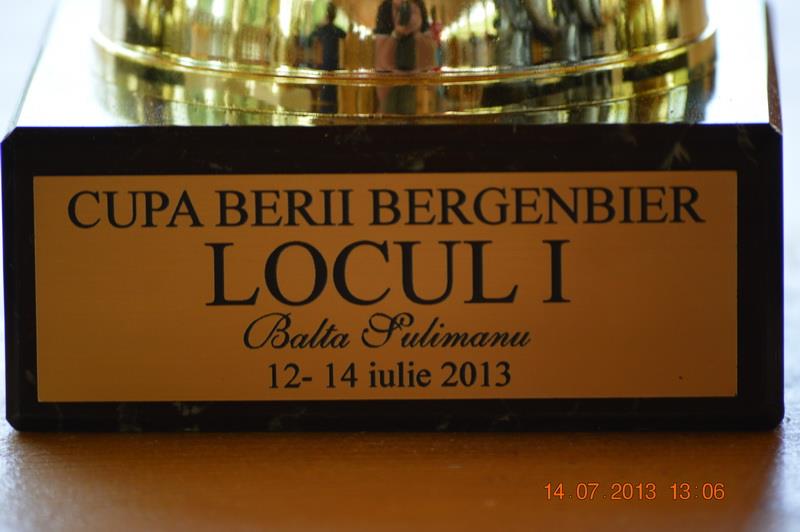 CUPA BERII BERGENBIER
LOCUL I
Balta Sulimanu
12- 14 iulie 2013
14.07.2013 13:06